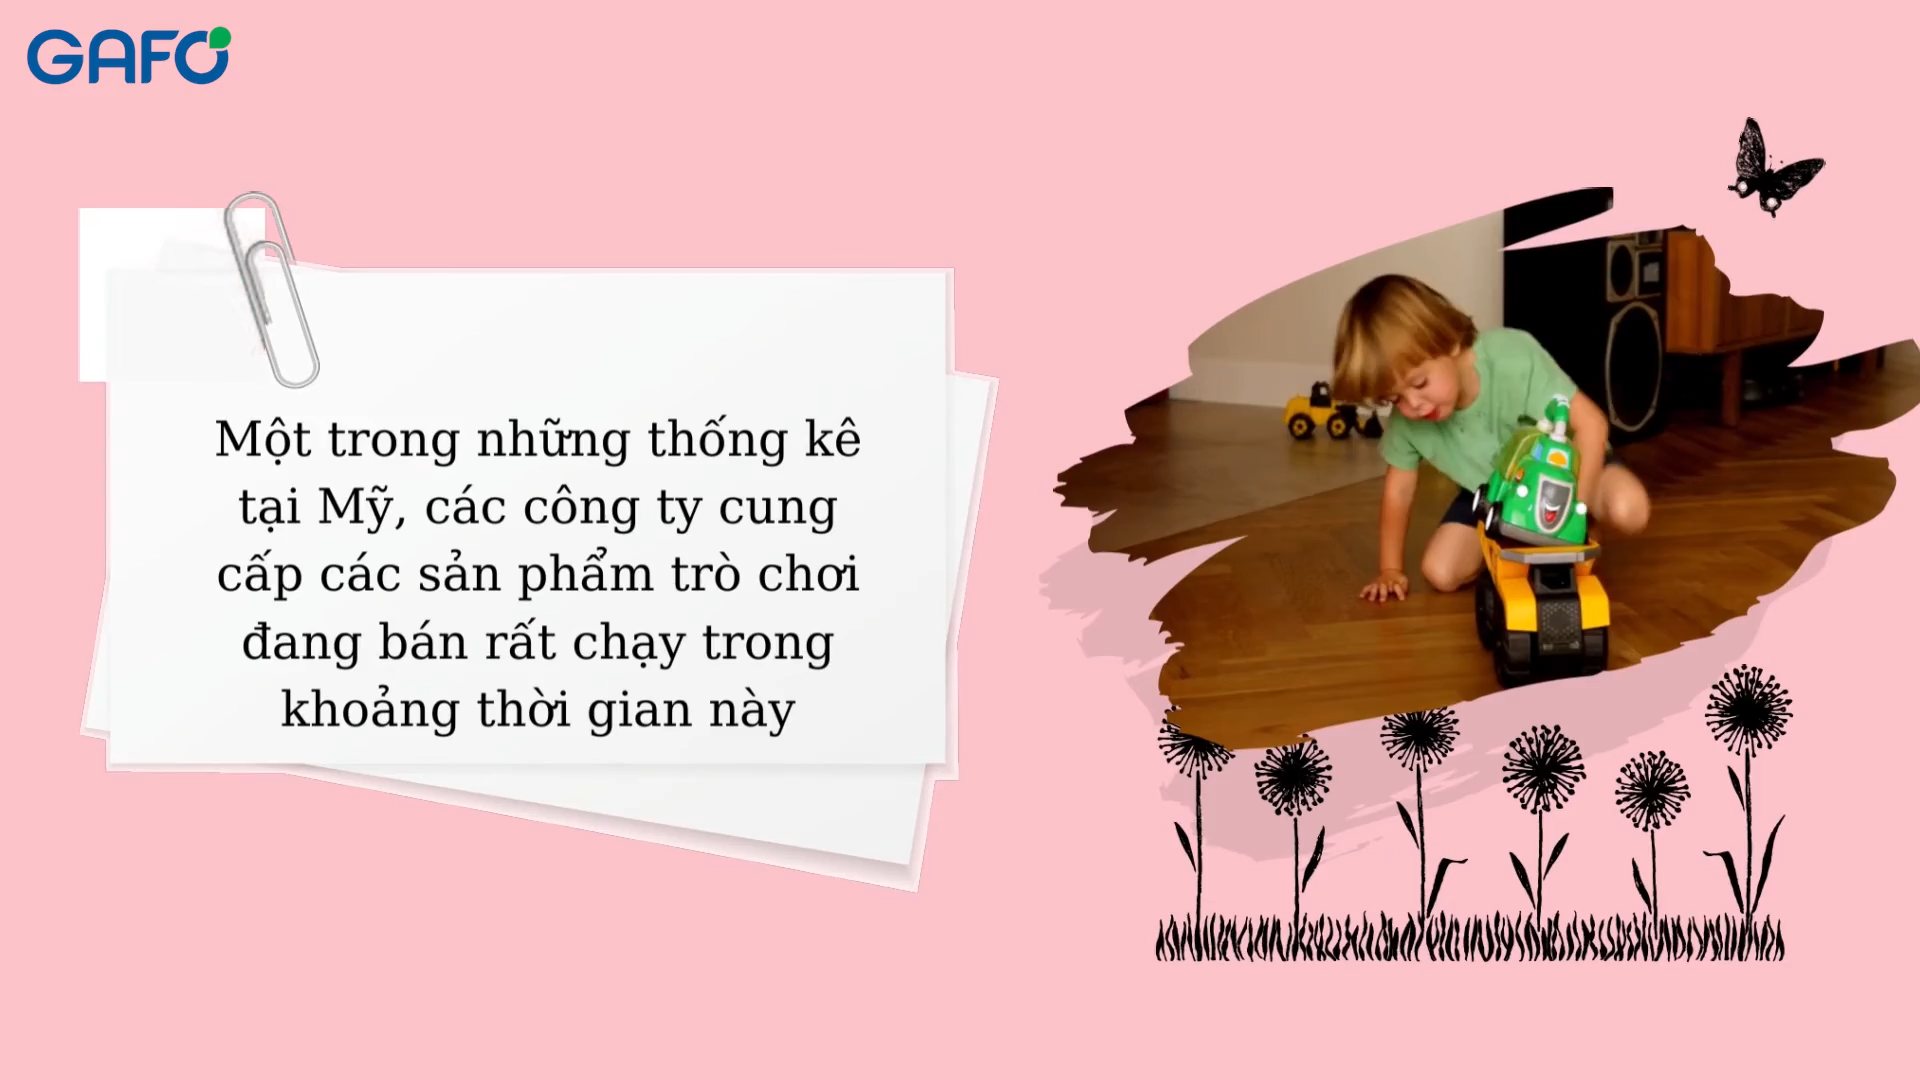 GAFO
Một trong những thống kê
tại Mỹ, các công ty cung
cấp các sản phẩm trò chơi
đang bán rất chạy trong
khoảng thời gian này